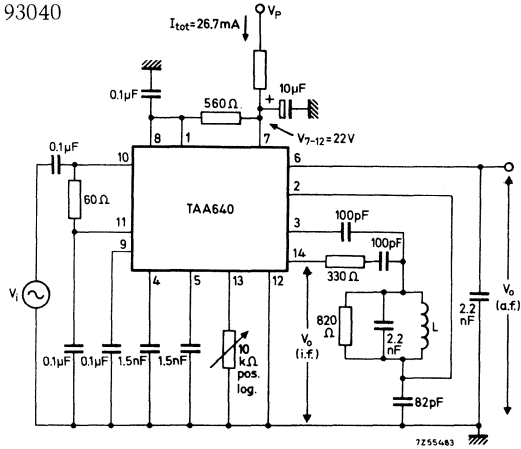 93040
Vp
Itot=26.7mA
0.1µF
560Ω
+
10µF
V7-12=22V
8
1
7
0.1µF
10
6
60Ω
2
TAA640
100pF
11
3
9
100pF
14
330Ω
4
5
13
12
Vi
Vo
(i.f.)
820
Ω
2.2
nF
L
2.2
nF
Vo
(a.f.)
0.1µF
0.1µF
1.5nF
1.5nF
10
kΩ
pos.
log.
82pF
7Z55483